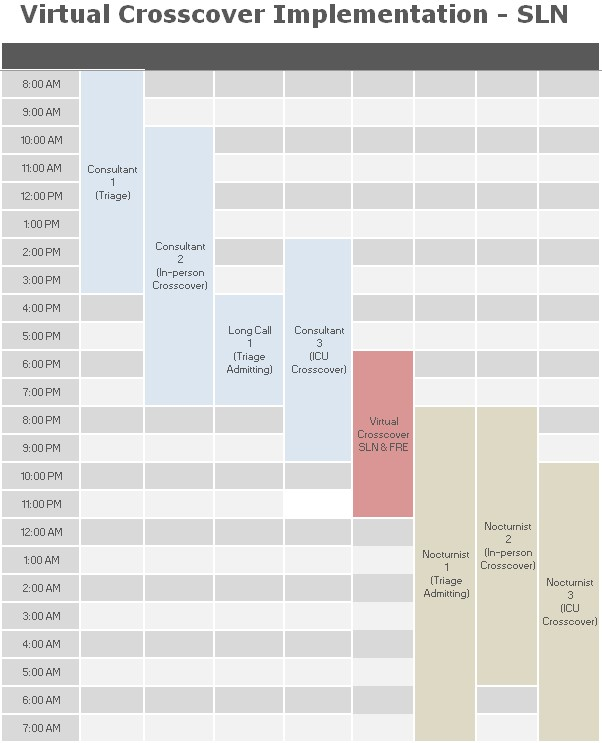 Virtual Crosscover Implementation - SLN
8:00 AM
9:00 AM
10:00 AM
11:00 AM
12:00 PM
1:00 PM
2:00 PM
3:00 PM
4:00 PM
5:00 PM
6:00 PM
7:00 PM
8:00 PM
9:00 PM
10:00 PM
11:00 PM
12:00 AM
1:00 AM
2:00 AM
3:00 AM
4:00 AM
5:00 AM
6:00 AM
7:00 AM
Consultant
1
(Triage)
Consultant
2
(In-person
Crosscover)
Long Call
1
(Triage
Admitting)
Consultant
3
(ICU
Crosscover)
Virtual
Crosscover
SLN & FRE
Nocturnist
1
(Triage
Admitting)
Nocturnist
2
(In-person
Crosscover)
Nocturnist
3
(ICU
Crosscover)